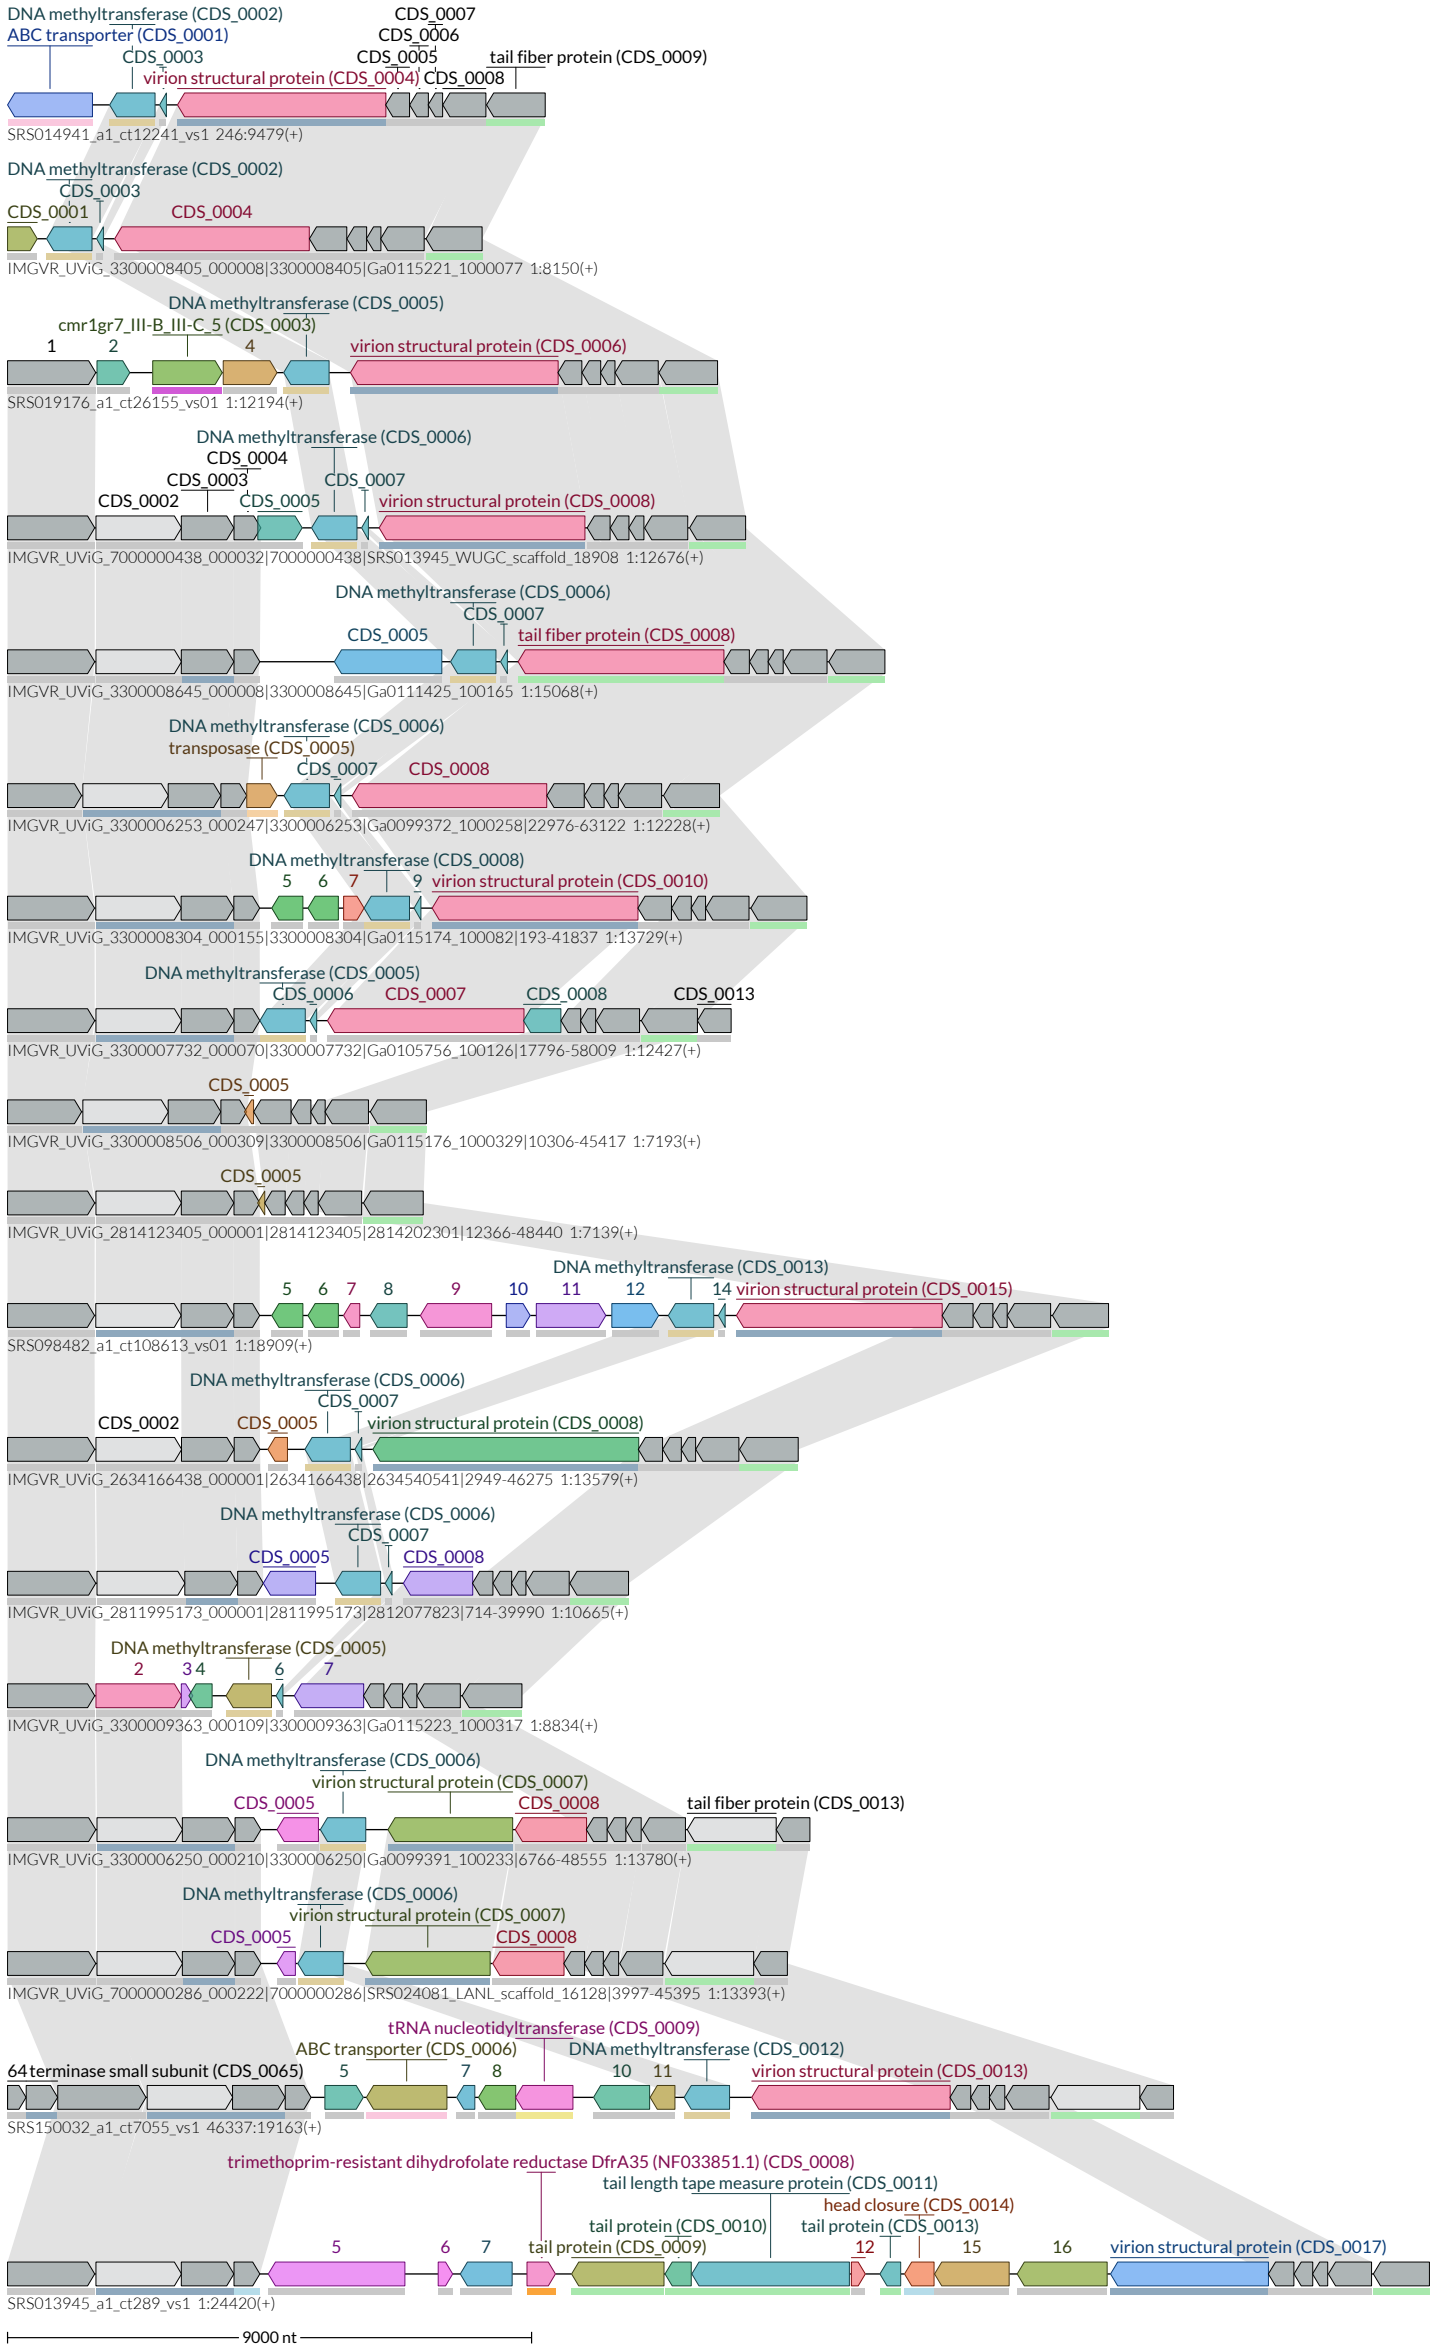 DNA methyltransferase (CDS_0002) CDS_0007
ABC transporter (CDS_0001) CDS_0006
CDS_0003 CDS_0005 tail fiber protein (CDS_0009)
virion structural protein (CDS_0004) CDS_0008
SRS014941_a1_ct12241_vs1 246:9479(+)
DNA methyltransferase (CDS_0002)
CDS_0003
CDS_0001 CDS_0004
IMGVR_UViG_3300008405_000008|3300008405|Ga0115221_1000077 1:8150(+)
DNA methyltransferase (CDS_0005)
cmr1gr7_III-B_III-C_5 (CDS_0003)
1 2 4 virion structural protein (CDS_0006)
SRS019176_a1_ct26155_vs01 1:12194(+)
DNA methyltransferase (CDS_0006)
CDS_0004
CDS_0003 CDS_0007
CDS_0002 CDS_0005 virion structural protein (CDS_0008)
IMGVR_UViG_7000000438_000032|7000000438|SRS013945_WUGC_scaffold_18908 1:12676(+)
DNA methyltransferase (CDS_0006)
CDS_0007
CDS_0005 tail fiber protein (CDS_0008)
IMGVR_UViG_3300008645_000008|3300008645|Ga0111425_100165 1:15068(+)
DNA methyltransferase (CDS_0006)
transposase (CDS_0005)
CDS_0007 CDS_0008
IMGVR_UViG_3300006253_000247|3300006253|Ga0099372_1000258|22976-63122 1:12228(+)
DNA methyltransferase (CDS_0008)
5 6 7 9 virion structural protein (CDS_0010)
IMGVR_UViG_3300008304_000155|3300008304|Ga0115174_100082|193-41837 1:13729(+)
DNA methyltransferase (CDS_0005)
CDS_0006 CDS_0007 CDS_0008 CDS_0013
IMGVR_UViG_3300007732_000070|3300007732|Ga0105756_100126|17796-58009 1:12427(+)
CDS_0005
IMGVR_UViG_3300008506_000309|3300008506|Ga0115176_1000329|10306-45417 1:7193(+)
CDS_0005
IMGVR_UViG_2814123405_000001|2814123405|2814202301|12366-48440 1:7139(+)
DNA methyltransferase (CDS_0013)
5 6 7 8 9 10 11 12 14 virion structural protein (CDS_0015)
SRS098482_a1_ct108613_vs01 1:18909(+)
DNA methyltransferase (CDS_0006)
CDS_0007
CDS_0002 CDS_0005 virion structural protein (CDS_0008)
IMGVR_UViG_2634166438_000001|2634166438|2634540541|2949-46275 1:13579(+)
DNA methyltransferase (CDS_0006)
CDS_0007
CDS_0005 CDS_0008
IMGVR_UViG_2811995173_000001|2811995173|2812077823|714-39990 1:10665(+)
DNA methyltransferase (CDS_0005)
2 3 4 6 7
IMGVR_UViG_3300009363_000109|3300009363|Ga0115223_1000317 1:8834(+)
DNA methyltransferase (CDS_0006)
virion structural protein (CDS_0007)
CDS_0005 CDS_0008 tail fiber protein (CDS_0013)
IMGVR_UViG_3300006250_000210|3300006250|Ga0099391_100233|6766-48555 1:13780(+)
DNA methyltransferase (CDS_0006)
virion structural protein (CDS_0007)
CDS_0005 CDS_0008
IMGVR_UViG_7000000286_000222|7000000286|SRS024081_LANL_scaffold_16128|3997-45395 1:13393(+)
tRNA nucleotidyltransferase (CDS_0009)
ABC transporter (CDS_0006) DNA methyltransferase (CDS_0012)
64 terminase small subunit (CDS_0065) 5 7 8 10 11 virion structural protein (CDS_0013)
SRS150032_a1_ct7055_vs1 46337:19163(+)
trimethoprim-resistant dihydrofolate reductase DfrA35 (NF033851.1) (CDS_0008)
tail length tape measure protein (CDS_0011)
head closure (CDS_0014)
tail protein (CDS_0010) tail protein (CDS_0013)
5 6 7 tail protein (CDS_0009) 12 15 16 virion structural protein (CDS_0017)
SRS013945_a1_ct289_vs1 1:24420(+)
9000 nt